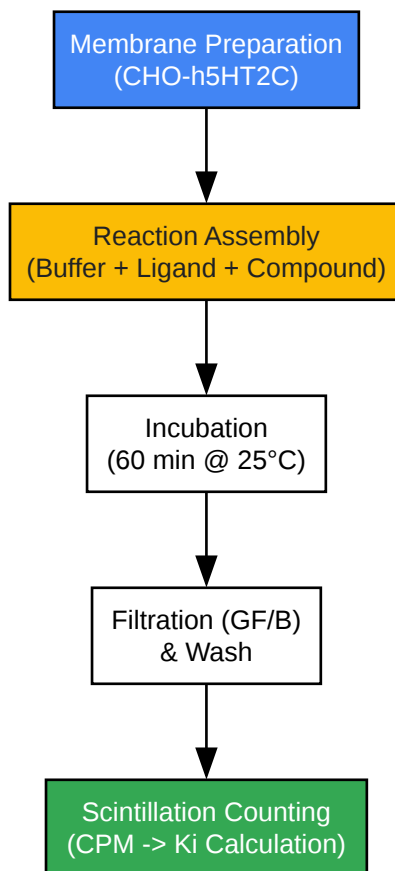 Membrane Preparation
(CHO-h5HT2C)
Reaction Assembly
(Buffer + Ligand + Compound)
Incubation
(60 min @ 25°C)
Filtration (GF/B)
& Wash
Scintillation Counting
(CPM -> Ki Calculation)